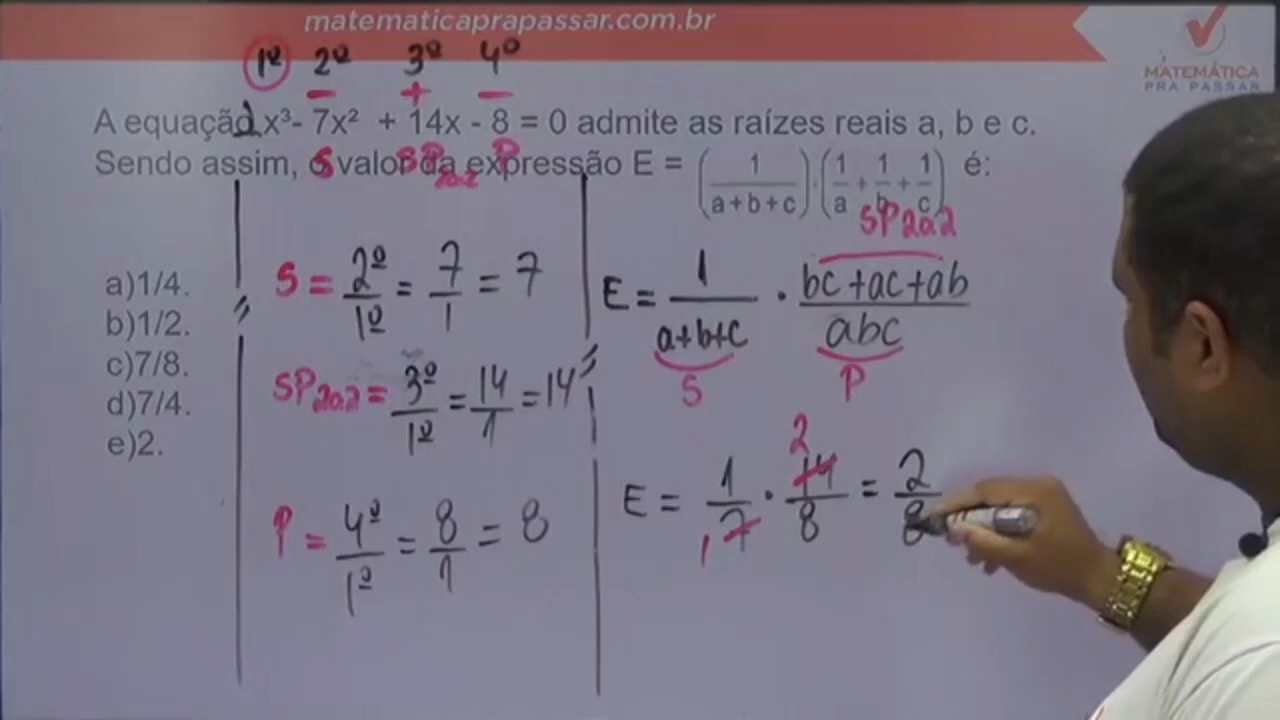 matematicaprapassar.com.br
MATEMÁTICA
PRA PASSAR
1º 2º 3º 4º
− + −
A equação 1x³- 7x² + 14x - 8 = 0 admite as raízes reais a, b e c.
Sendo assim, o valor da expressão E = (1/(a+b+c)).(1/a + 1/b + 1/c) é:
S SP2a2 P
SP2a2
a)1/4.
b)1/2.
c)7/8.
d)7/4.
e)2.
S = 2º/1º = 7/1 = 7
SP2a2 = 3º/1º = 14/1 = 14
P = 4º/1º = 8/1 = 8
E = 1/(a+b+c) · (bc+ac+ab)/abc
S P
E = 1/7 · 14/8 = 2/8
1 2